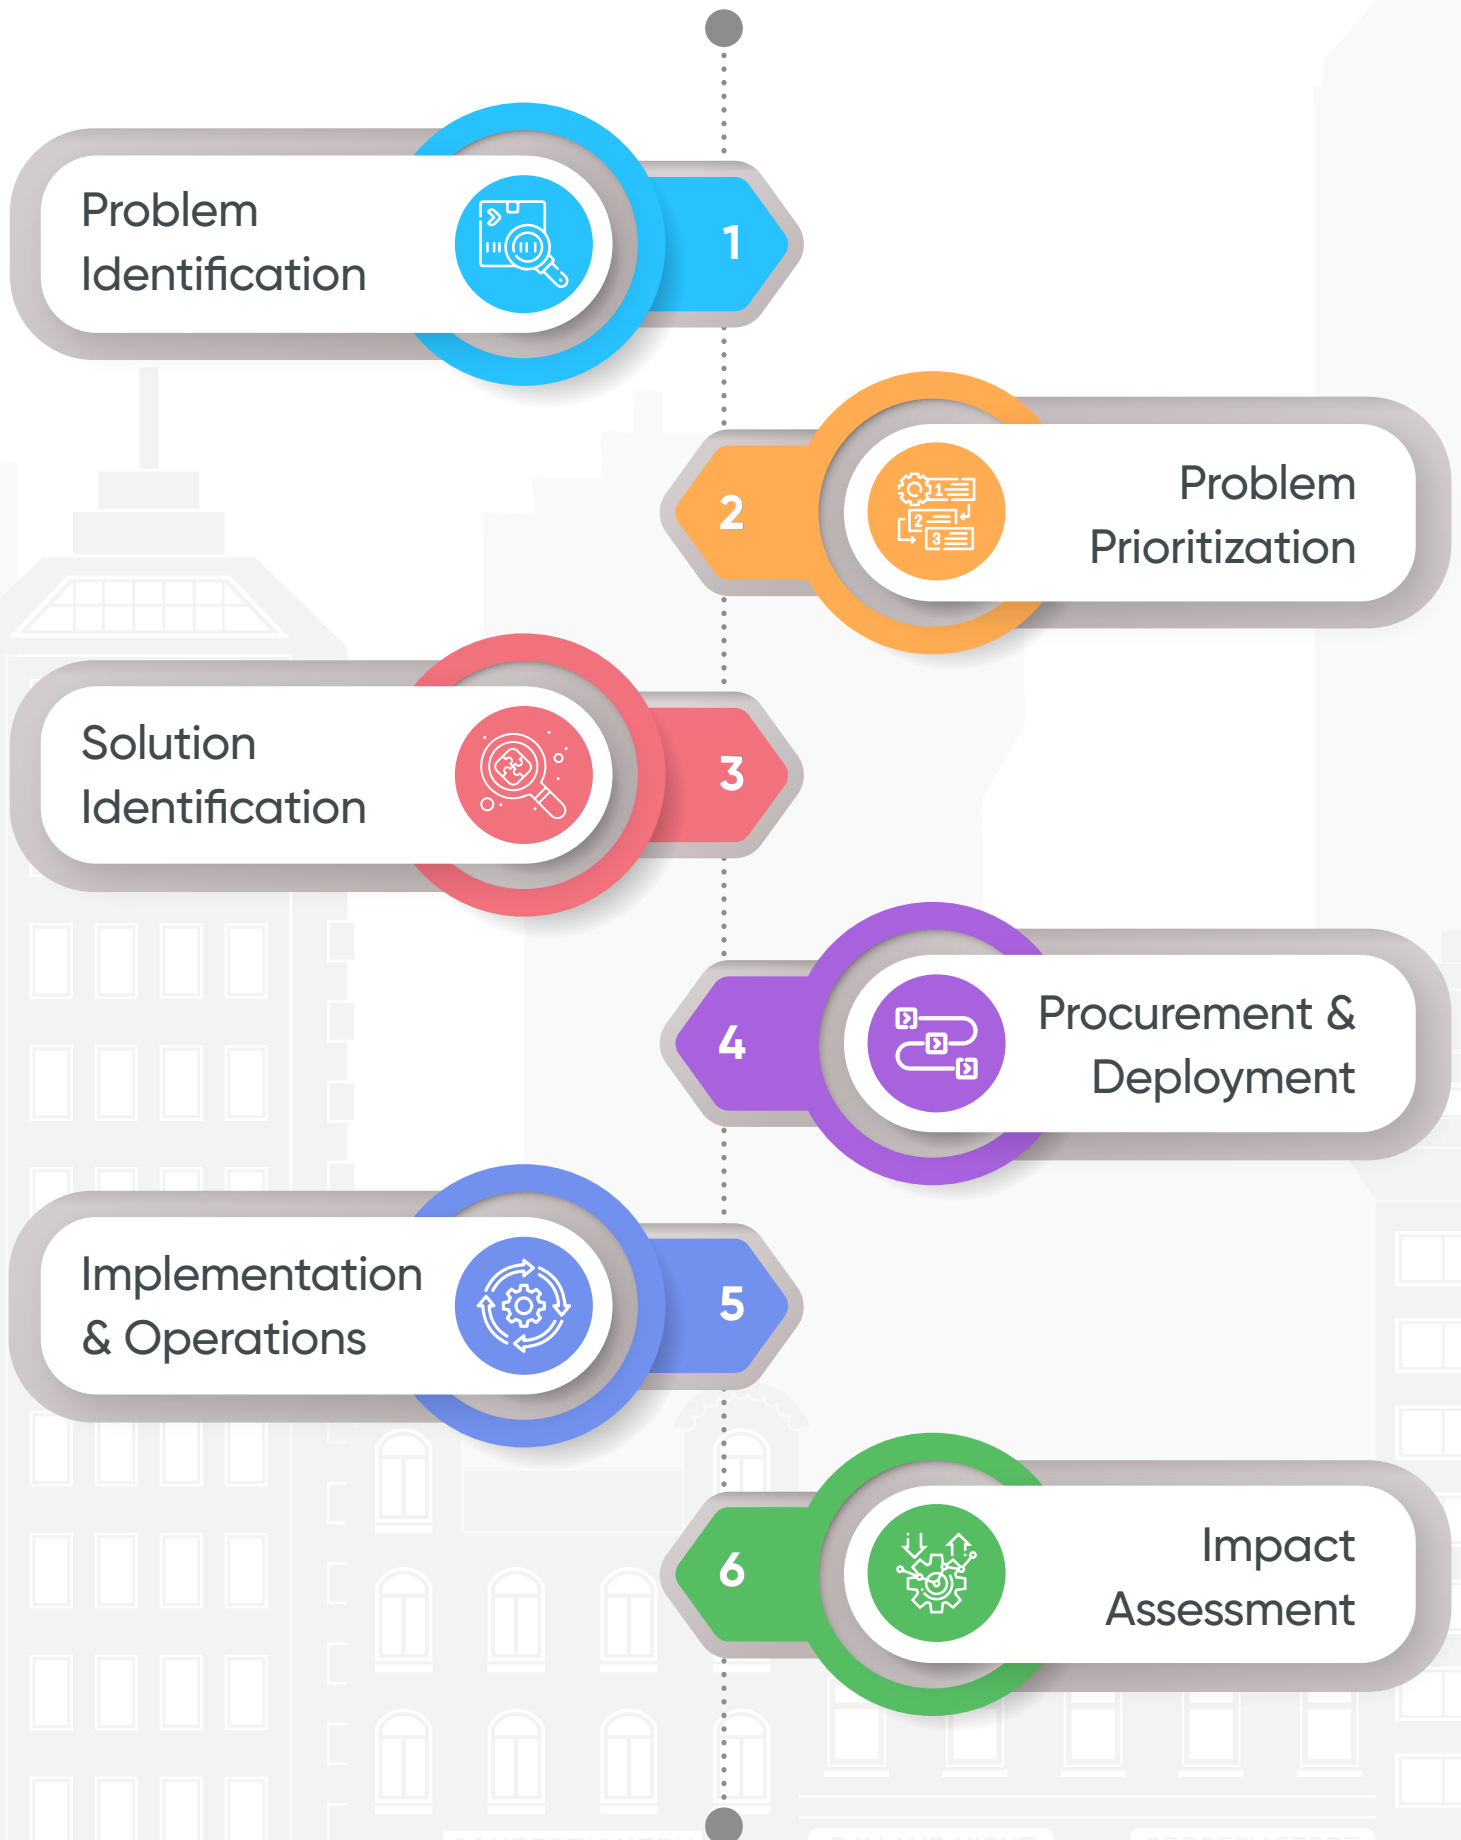 Problem
Identification
1
2
Problem
Prioritization
Solution
Identification
3
4
Procurement &
Deployment
Implementation
& Operations
5
6
Impact
Assessment